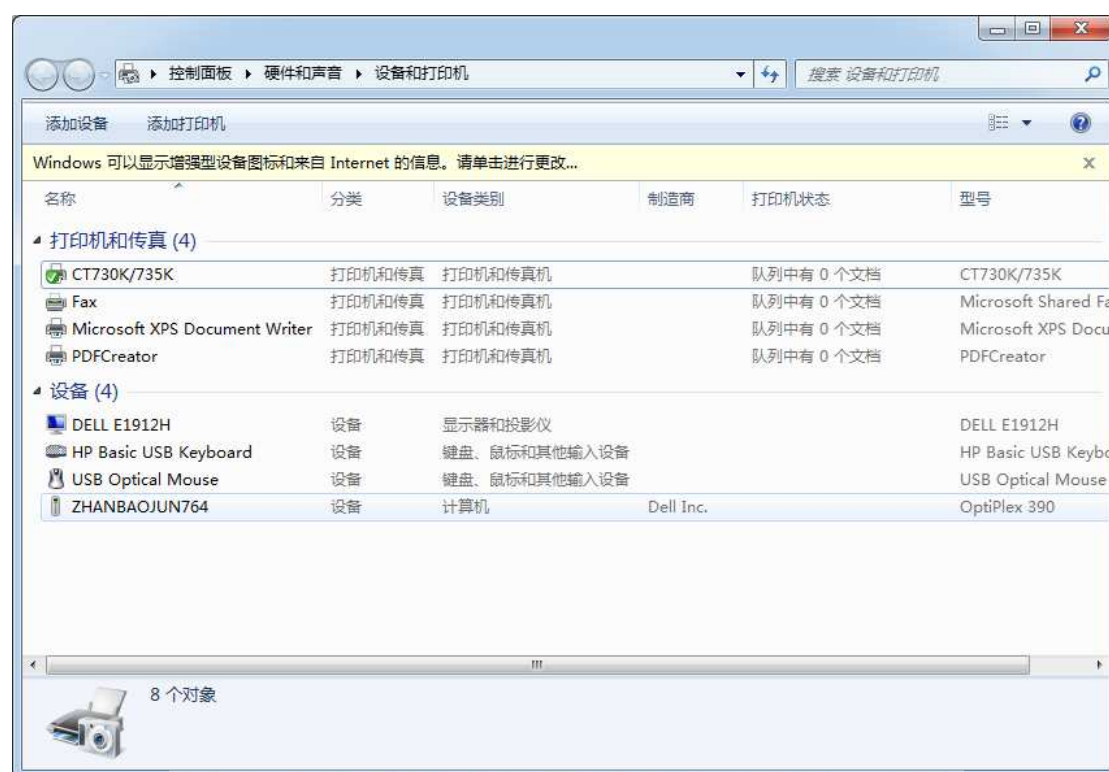 控制面板 硬件和声音 设备和打印机 搜索 设备和打印机
添加设备 添加打印机
Windows 可以显示增强型设备图标和来自 Internet 的信息。请单击进行更改...
名称 分类 设备类别 制造商 打印机状态 型号
打印机和传真 (4)
CT730K/735K 打印机和传真 打印机和传真机 队列中有 0 个文档 CT730K/735K
Fax 打印机和传真 打印机和传真机 队列中有 0 个文档 Microsoft Shared Fa
Microsoft XPS Document Writer 打印机和传真 打印机和传真机 队列中有 0 个文档 Microsoft XPS Docu
PDFCreator 打印机和传真 打印机和传真机 队列中有 0 个文档 PDFCreator
设备 (4)
DELL E1912H 设备 显示器和投影仪 DELL E1912H
HP Basic USB Keyboard 设备 键盘、鼠标和其他输入设备 HP Basic USB Keybo
USB Optical Mouse 设备 键盘、鼠标和其他输入设备 USB Optical Mouse
ZHANBAOJUN764 设备 计算机 Dell Inc. OptiPlex 390
8 个对象